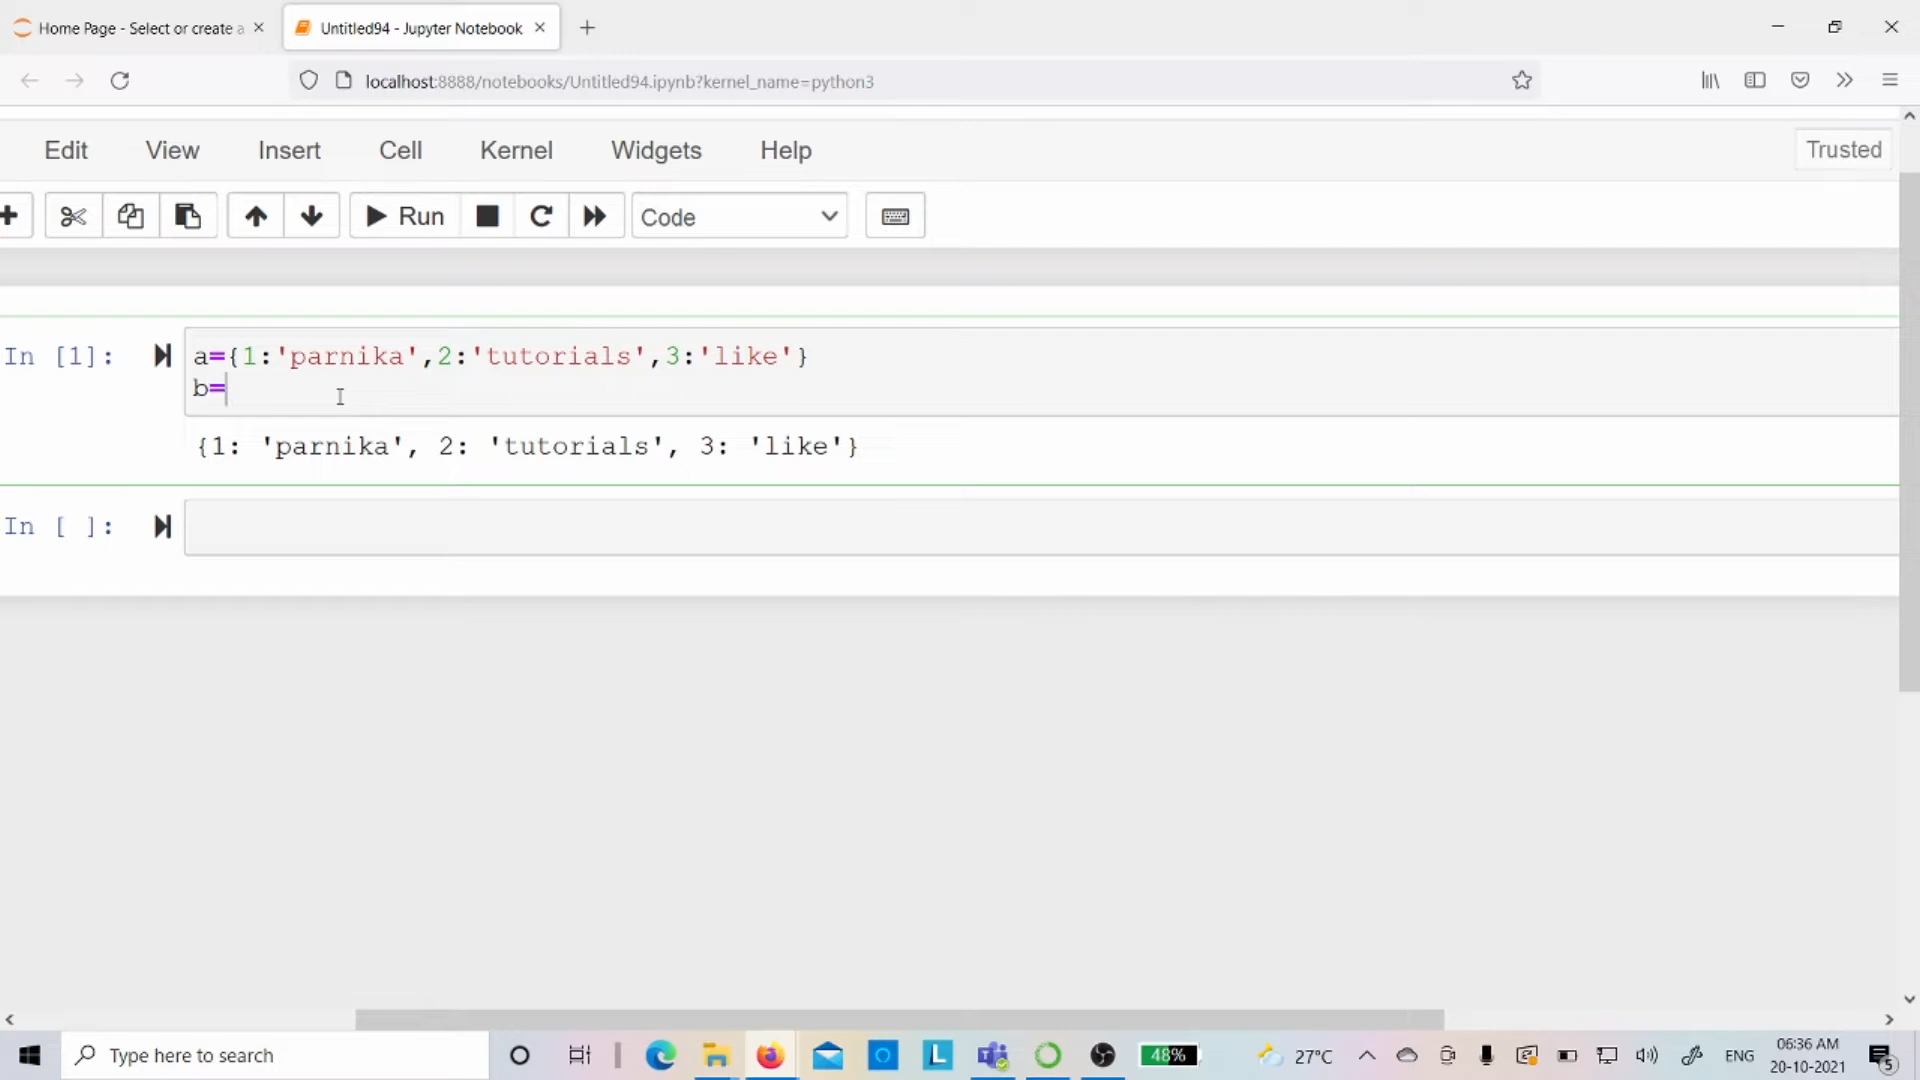 Home Page - Select or create a
Untitled94 - Jupyter Notebook
localhost:8888/notebooks/Untitled94.ipynb?kernel_name=python3
Edit View Insert Cell Kernel Widgets Help Trusted
Run Code
In [1]: a={1:'parnika',2:'tutorials',3:'like'}
b=
{1: 'parnika', 2: 'tutorials', 3: 'like'}
In [ ]:
Type here to search
L
48%
27°C
ENG
06:36 AM
20-10-2021
5